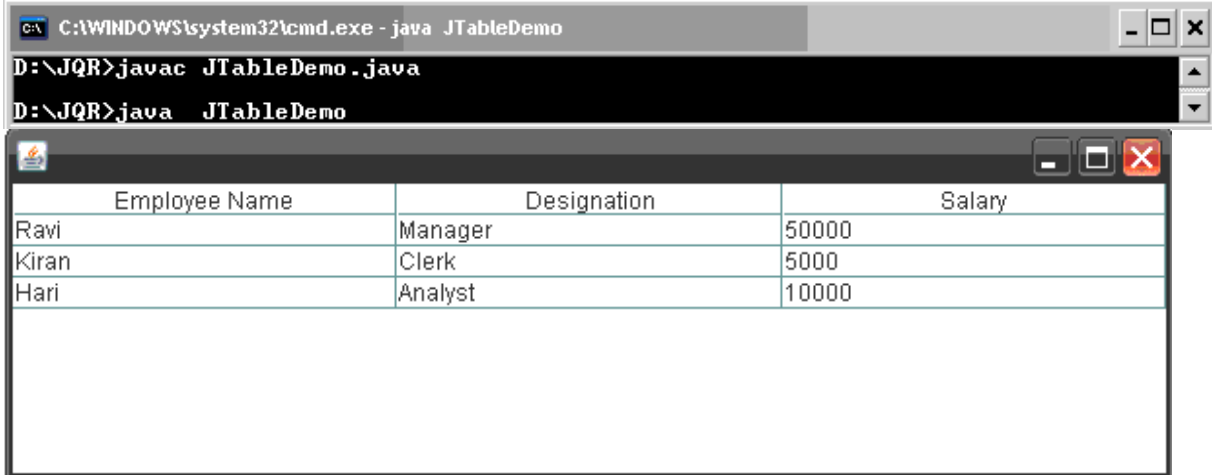 C:\WINDOWS\system32\cmd.exe - java JTableDemo
D:\JQR>javac JTableDemo.java
D:\JQR>java  JTableDemo
Employee Name Designation Salary
Ravi Manager 50000
Kiran Clerk 5000
Hari Analyst 10000